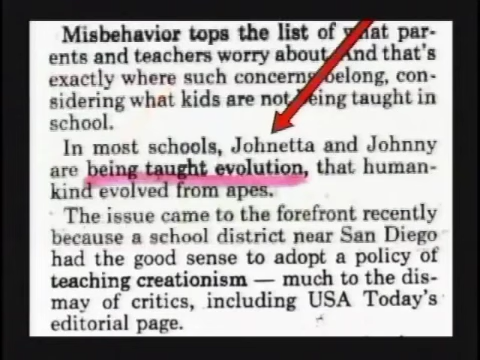 Misbehavior tops the list of what par-
ents and teachers worry about. And that's
exactly where such concerns belong, con-
sidering what kids are not being taught in
school.
In most schools, Johnetta and Johnny
are being taught evolution, that human-
kind evolved from apes.
The issue came to the forefront recently
because a school district near San Diego
had the good sense to adopt a policy of
teaching creationism — much to the dis-
may of critics, including USA Today's
editorial page.